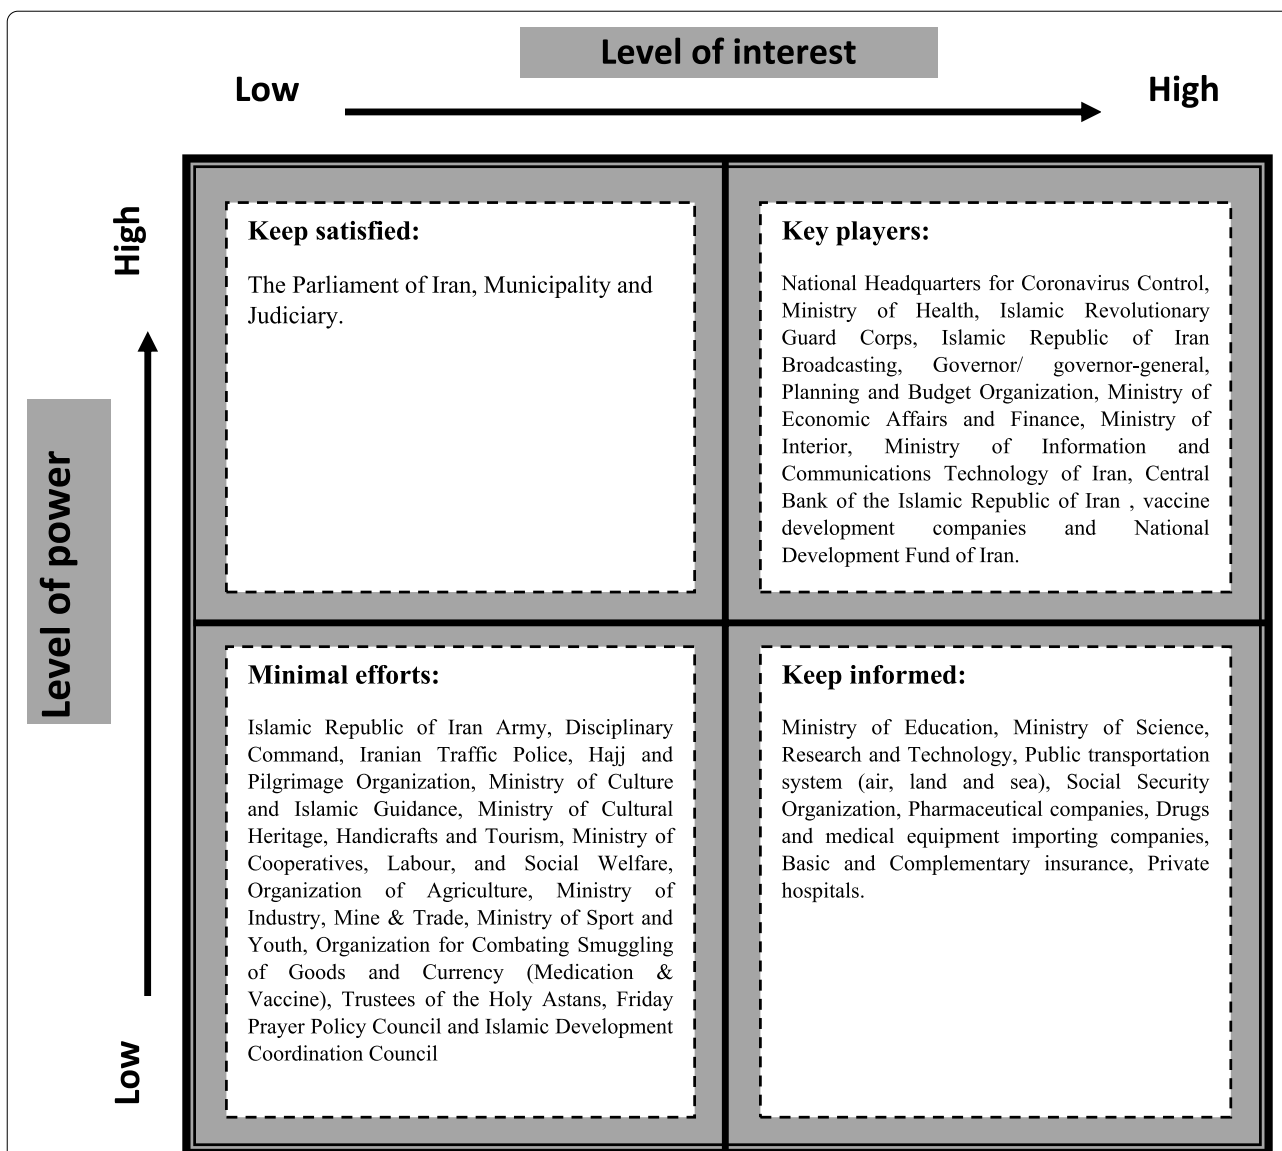 Level of interest
Low
High
High
Level of power
Low
Keep satisfied:
The Parliament of Iran, Municipality and
Judiciary.
Key players:
National Headquarters for Coronavirus Control,
Ministry of Health, Islamic Revolutionary
Guard Corps, Islamic Republic of Iran
Broadcasting, Governor/ governor-general,
Planning and Budget Organization, Ministry of
Economic Affairs and Finance, Ministry of
Interior, Ministry of Information and
Communications Technology of Iran, Central
Bank of the Islamic Republic of Iran , vaccine
development companies and National
Development Fund of Iran.
Minimal efforts:
Islamic Republic of Iran Army, Disciplinary
Command, Iranian Traffic Police, Hajj and
Pilgrimage Organization, Ministry of Culture
and Islamic Guidance, Ministry of Cultural
Heritage, Handicrafts and Tourism, Ministry of
Cooperatives, Labour, and Social Welfare,
Organization of Agriculture, Ministry of
Industry, Mine & Trade, Ministry of Sport and
Youth, Organization for Combating Smuggling
of Goods and Currency (Medication &
Vaccine), Trustees of the Holy Astans, Friday
Prayer Policy Council and Islamic Development
Coordination Council
Keep informed:
Ministry of Education, Ministry of Science,
Research and Technology, Public transportation
system (air, land and sea), Social Security
Organization, Pharmaceutical companies, Drugs
and medical equipment importing companies,
Basic and Complementary insurance, Private
hospitals.